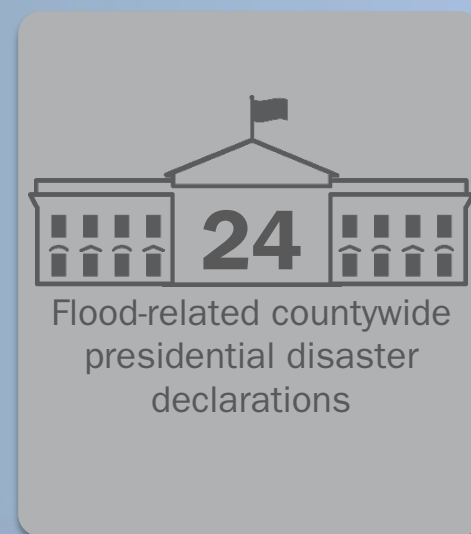 24
Flood-related countywide
presidential disaster
declarations